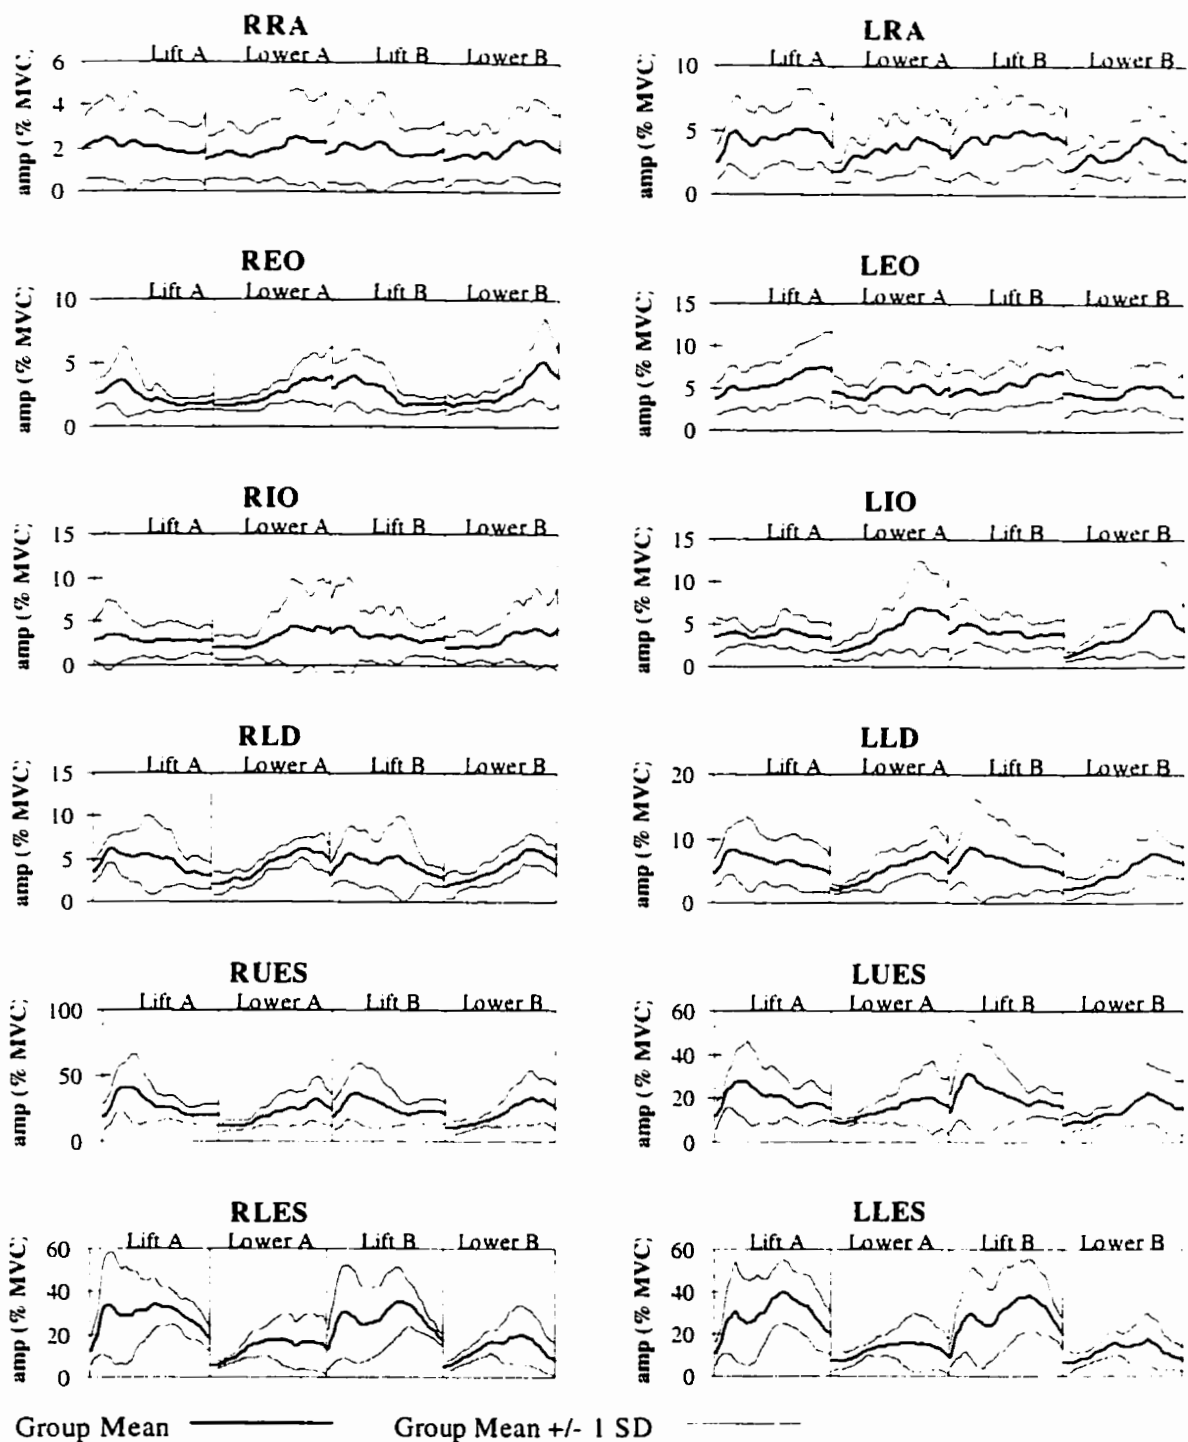 RRA LRA
Lift A Lower A Lift B Lower B Lift A Lower A Lift B Lower B
amp (% MVC) 6 4 2 0 amp (% MVC) 10 5 0
REO LEO
Lift A Lower A Lift B Lower B Lift A Lower A Lift B Lower B
amp (% MVC) 10 5 0 amp (% MVC) 15 10 5 0
RIO LIO
Lift A Lower A Lift B Lower B Lift A Lower A Lift B Lower B
amp (% MVC) 15 10 5 0 amp (% MVC) 15 10 5 0
RLD LLD
Lift A Lower A Lift B Lower B Lift A Lower A Lift B Lower B
amp (% MVC) 15 10 5 0 amp (% MVC) 20 10 0
RUES LUES
Lift A Lower A Lift B Lower B Lift A Lower A Lift B Lower B
amp (% MVC) 100 50 0 amp (% MVC) 60 40 20 0
RLES LLES
Lift A Lower A Lift B Lower B Lift A Lower A Lift B Lower B
amp (% MVC) 60 40 20 0 amp (% MVC) 60 40 20 0
Group Mean Group Mean +/- 1 SD